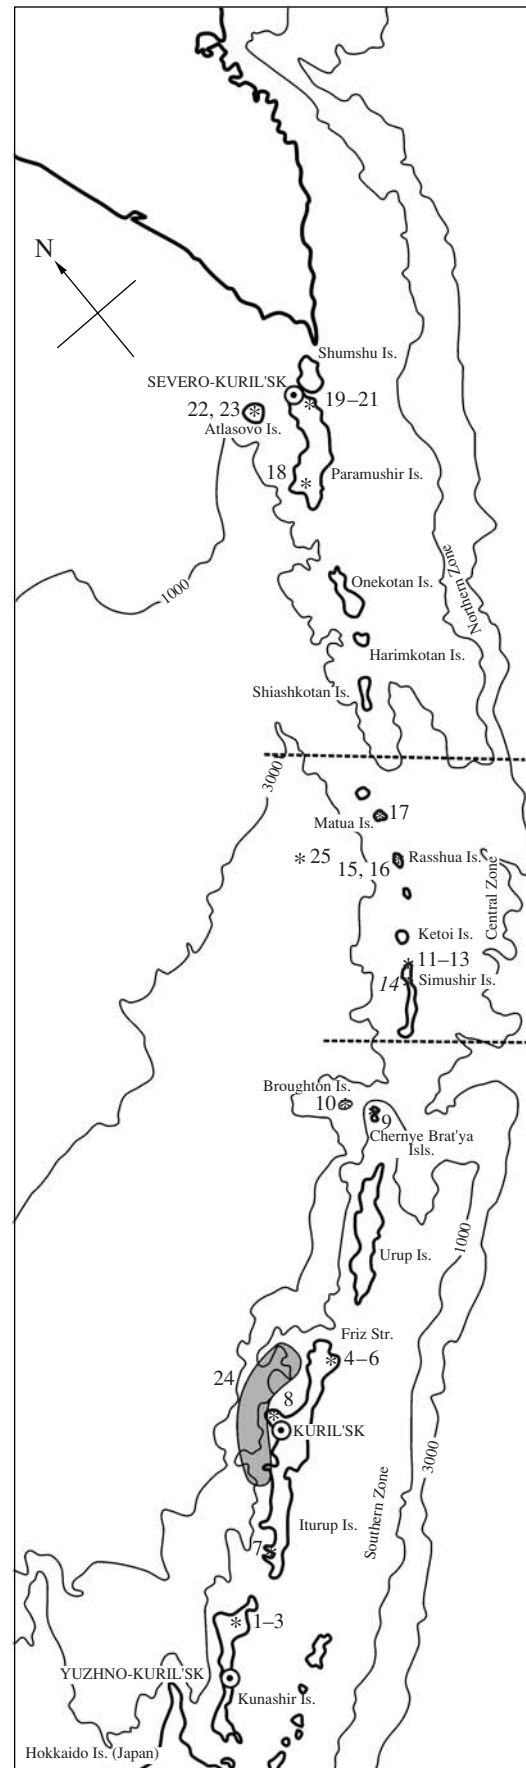 N
Shumshu Is.
SEVERO-KURIL'SK
22, 23
19–21
Atlasovo Is.
18
Paramushir Is.
1000
Onekotan Is.
Northern Zone
Harimkotan Is.
Shiashkotan Is.
3000
17
Matua Is.
25
15, 16
Rasshua Is.
Central Zone
Ketoi Is.
11–13
14
Simushir Is.
Broughton Is.
10
9
Chernye Brat'ya
Isls.
1000
Urup Is.
Friz Str.
4–6
24
8
KURIL'SK
3000
Southern Zone
Iturup Is.
7
1–3
YUZHNO-KURIL'SK
Kunashir Is.
Hokkaido Is. (Japan)